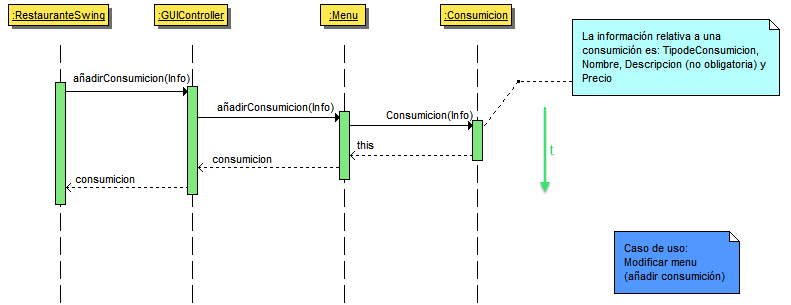 :RestauranteSwing
:GUIController
:Menu
:Consumicion
La información relativa a una
consumición es: TipodeConsumicion,
Nombre, Descripcion (no obligatoria) y
Precio
añadirConsumicion(Info)
añadirConsumicion(Info)
Consumicion(Info)
this
consumicion
consumicion
t
Caso de uso:
Modificar menu
(añadir consumición)